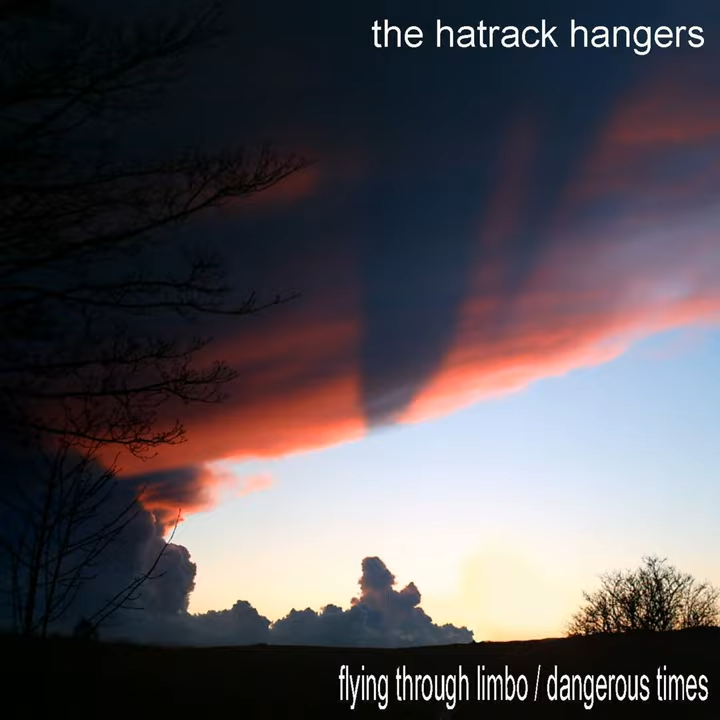 the hatrack hangers
flying through limbo / dangerous times